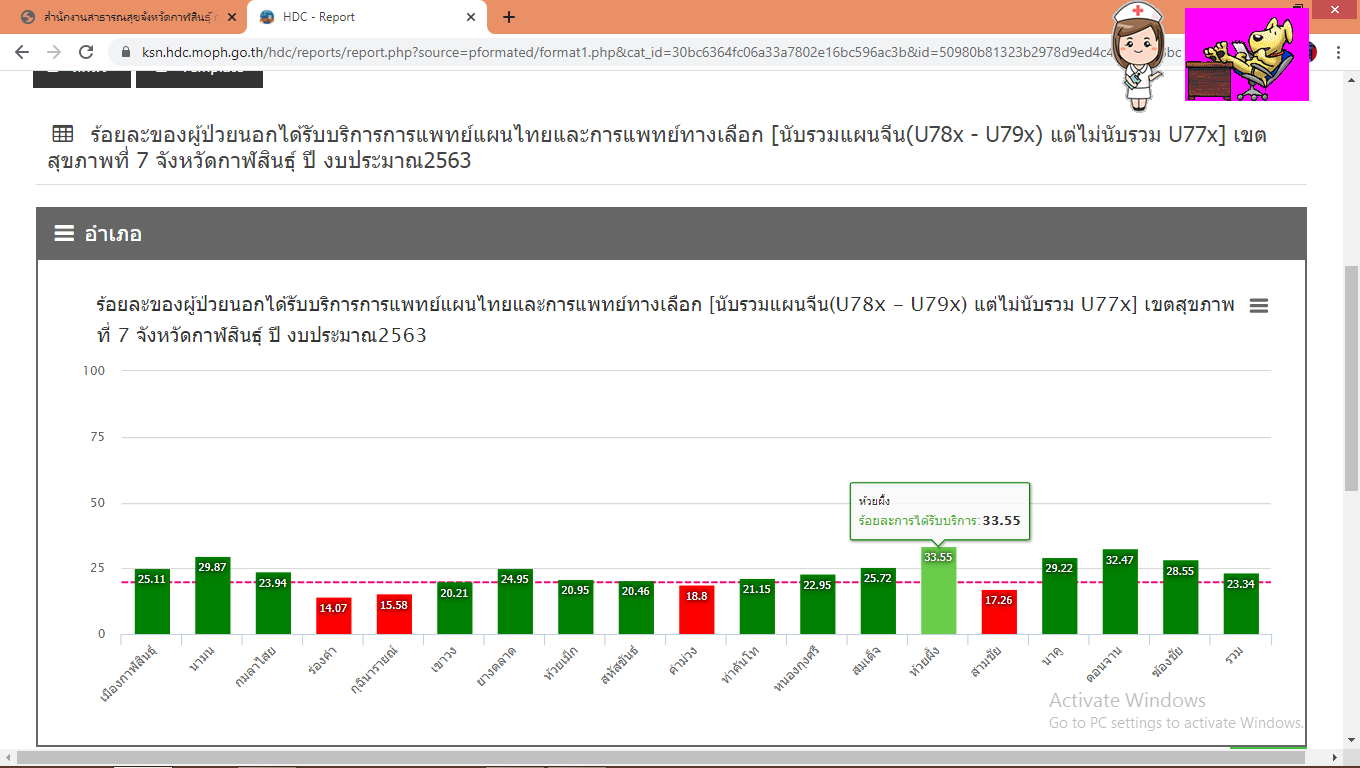 สำนักงานสาธารณสุขจังหวัดกาฬสินธุ์
HDC - Report
ksn.hdc.moph.go.th/hdc/reports/report.php?source=pformated/format1.php&cat_id=30bc6364fc06a33a7802e16bc596ac3b&id=50980b81323b2978d9ed4c
ร้อยละของผู้ป่วยนอกได้รับบริการการแพทย์แผนไทยและการแพทย์ทางเลือก [นับรวมแผนจีน(U78x - U79x) แต่ไม่นับรวม U77x] เขต
สุขภาพที่ 7 จังหวัดกาฬสินธุ์ ปี งบประมาณ2563
อำเภอ
ร้อยละของผู้ป่วยนอกได้รับบริการการแพทย์แผนไทยและการแพทย์ทางเลือก [นับรวมแผนจีน(U78x – U79x) แต่ไม่นับรวม U77x] เขตสุขภาพ
ที่ 7 จังหวัดกาฬสินธุ์ ปี งบประมาณ2563
100
75
50
25
0
ห้วยผึ้ง
ร้อยละการได้รับบริการ: 33.55
25.11 29.87 23.94 14.07 15.58 20.21 24.95 20.95 20.46 18.8 21.15 22.95 25.72 33.55 17.26 29.22 32.47 28.55 23.34
เมืองกาฬสินธุ์ นามน กมลาไสย ร่องคำ กุฉินารายณ์ เขาวง ยางตลาด ห้วยเม็ก สหัสขันธ์ คำม่วง ท่าคันโท หนองกุงศรี สมเด็จ ห้วยผึ้ง สามชัย นาคู ดอนจาน ฆ้องชัย รวม
Activate Windows
Go to PC settings to activate Windows.